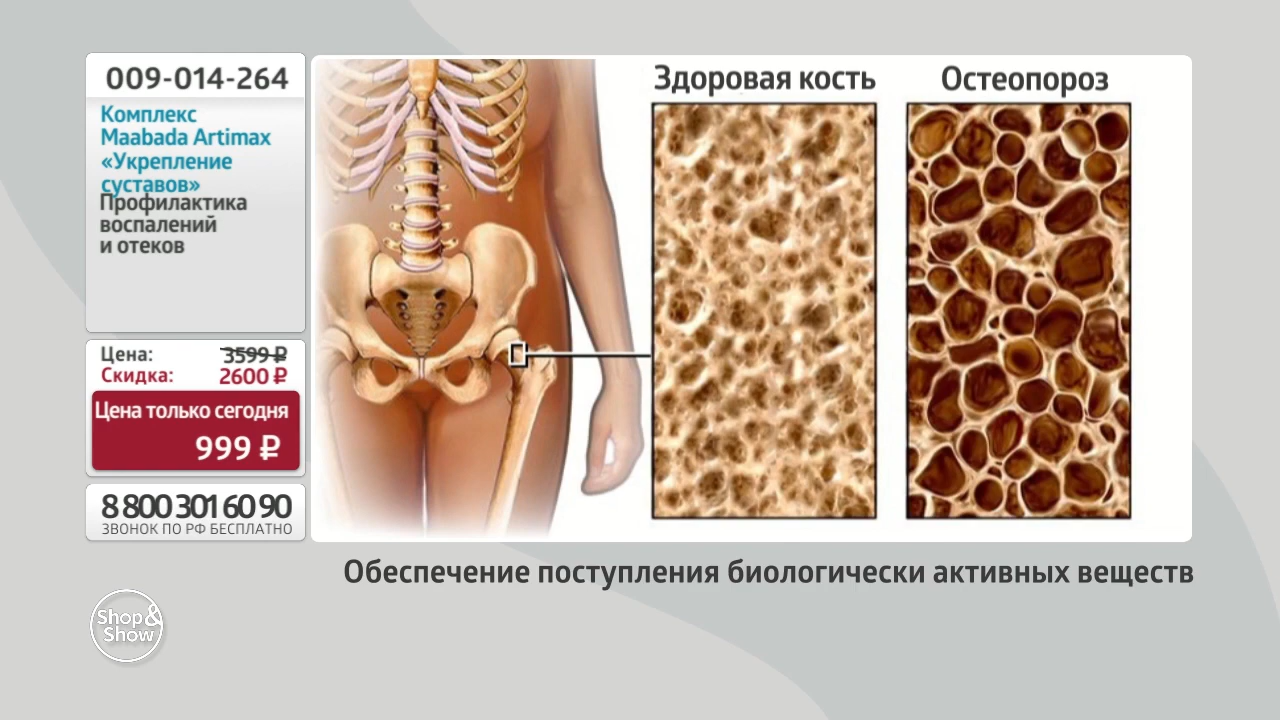 009-014-264
Комплекс
Maabada Artimax
«Укрепление
суставов»
Профилактика
воспалений
и отеков
Цена: 3599 ₽
Скидка: 2600 ₽
Цена только сегодня
999 ₽
8 800 301 60 90
ЗВОНОК ПО РФ БЕСПЛАТНО
Shop&
Show
Здоровая кость
Остеопороз
Обеспечение поступления биологически активных веществ